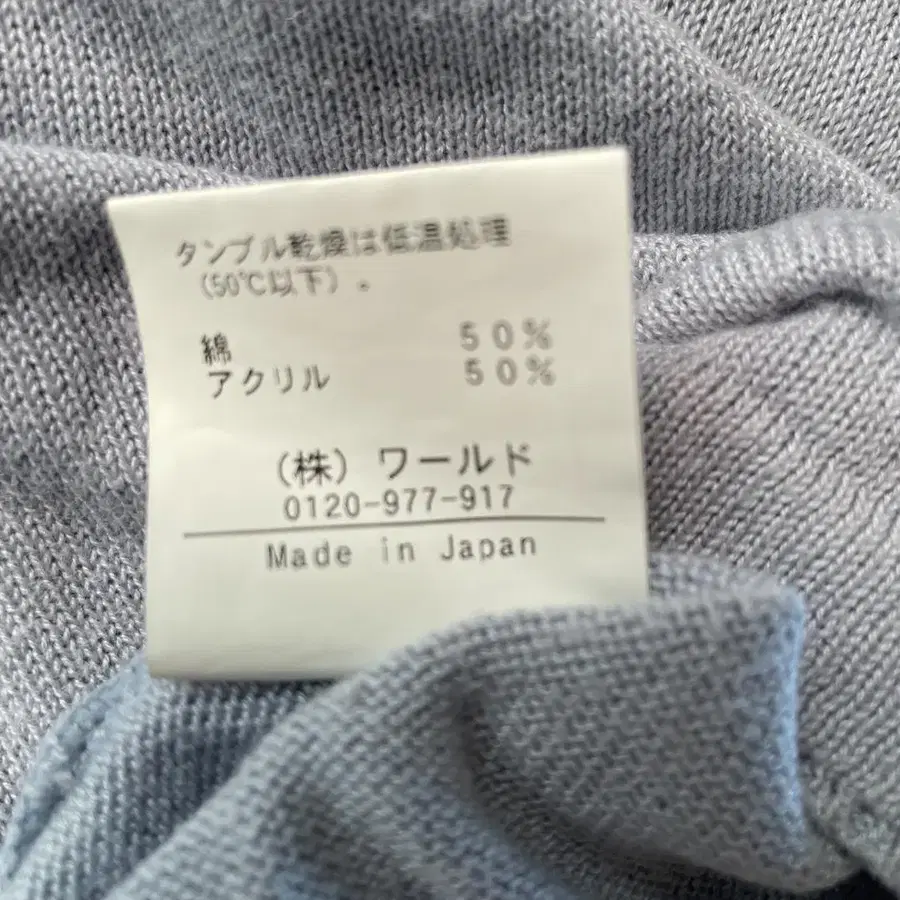 タンブル乾燥は低温処理
（50℃以下）。
綿 50%
アクリル 50%
（株）ワールド
0120-977-917
Made in Japan